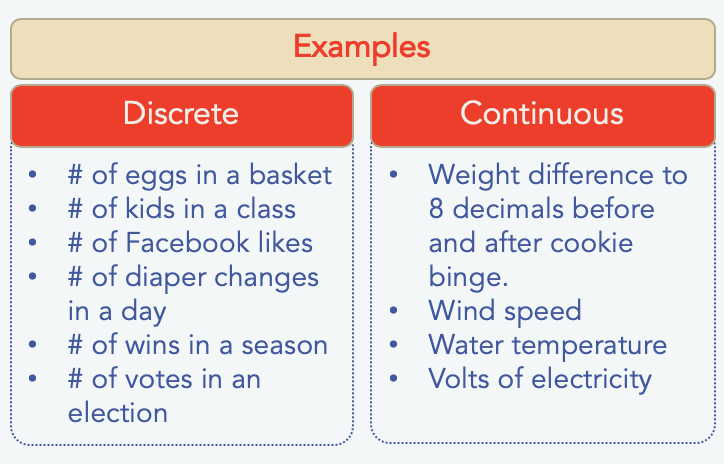 Examples
Discrete
• # of eggs in a basket
• # of kids in a class
• # of Facebook likes
• # of diaper changes
in a day
• # of wins in a season
• # of votes in an
election
Continuous
• Weight difference to
8 decimals before
and after cookie
binge.
• Wind speed
• Water temperature
• Volts of electricity